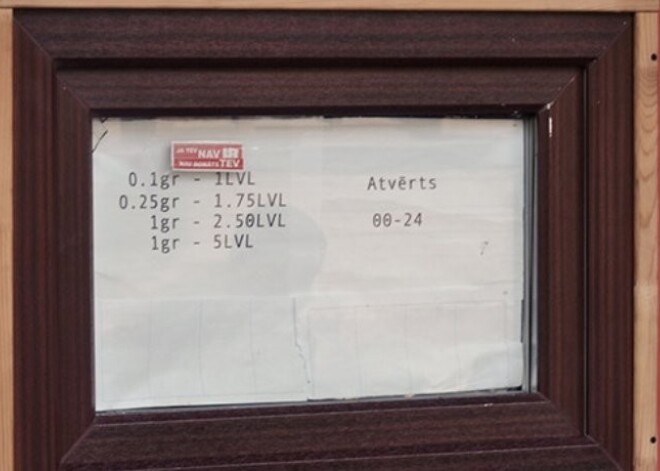 JA TEV
NAV
NAV DOMĀTS TEV
0.1gr - 1LVL
0.25gr - 1.75LVL
1gr - 2.50LVL
1gr - 5LVL
Atvērts
00-24